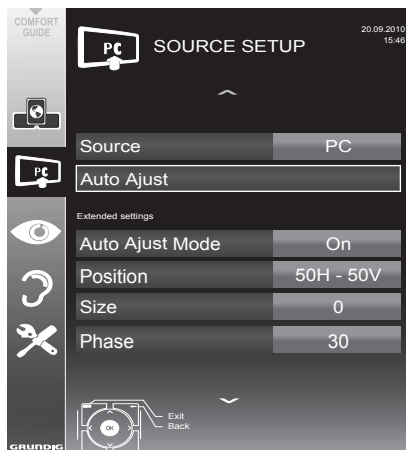 COMFORT
GUIDE
PC
SOURCE SETUP
20.09.2010
15:46
Source PC
Auto Ajust
PC
Extended settings
Auto Ajust Mode On
Position 50H - 50V
Size 0
Phase 30
OK
Exit
Back
GRUNDIG